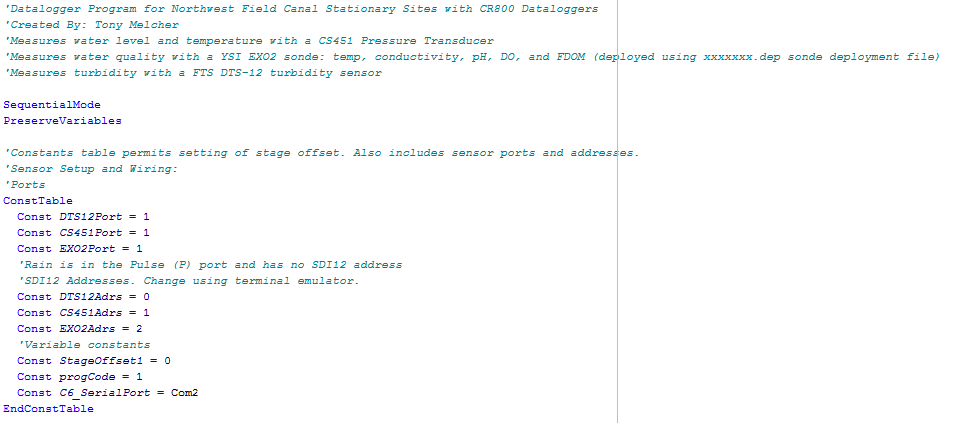 'Datalogger Program for Northwest Field Canal Stationary Sites with CR800 Dataloggers
'Created By: Tony Melcher
'Measures water level and temperature with a CS451 Pressure Transducer
'Measures water quality with a YSI EXO2 sonde: temp, conductivity, pH, DO, and FDOM (deployed using xxxxxxx.dep sonde deployment file)
'Measures turbidity with a FTS DTS-12 turbidity sensor
SequentialMode
PreserveVariables
'Constants table permits setting of stage offset. Also includes sensor ports and addresses.
'Sensor Setup and Wiring:
'Ports
ConstTable
Const DTS12Port = 1
Const CS451Port = 1
Const EXO2Port = 1
'Rain is in the Pulse (P) port and has no SDI12 address
'SDI12 Addresses. Change using terminal emulator.
Const DTS12Adrs = 0
Const CS451Adrs = 1
Const EXO2Adrs = 2
'Variable constants
Const StageOffset1 = 0
Const progCode = 1
Const C6_SerialPort = Com2
EndConstTable